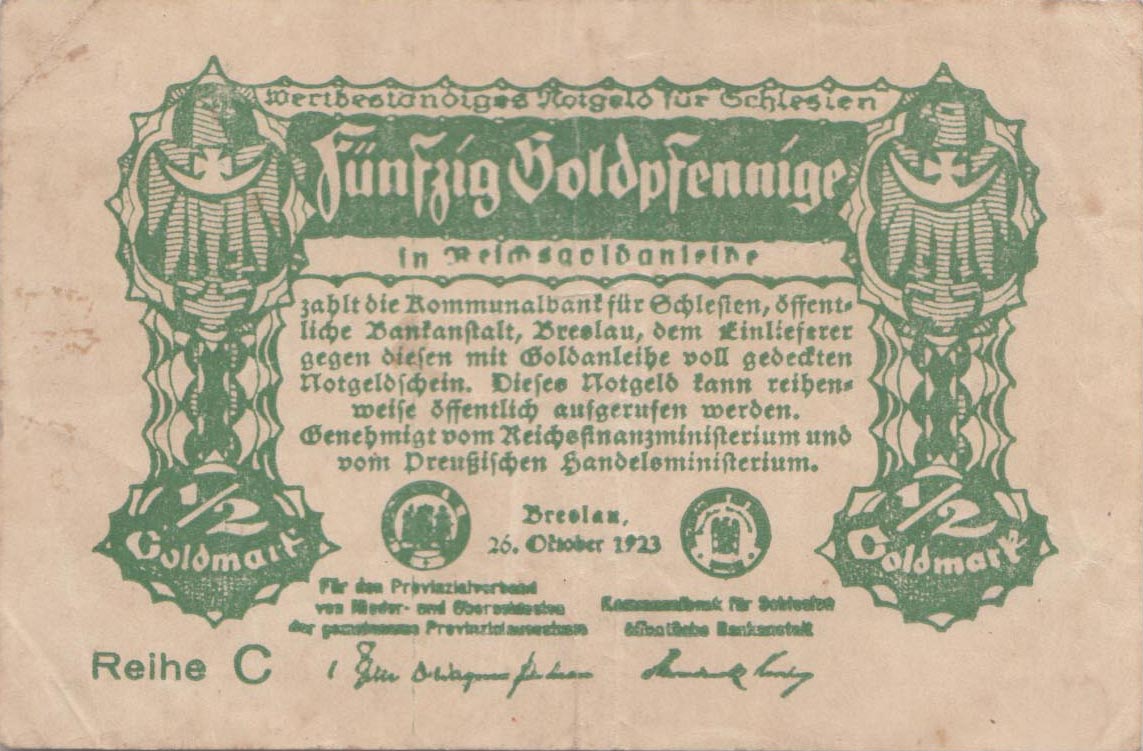 Wertbeständiges Notgeld für Schlesien
Fünfzig Goldpfennige
in Reichsgoldanleihe
zahlt die Kommunalbank für Schlesien, öffent-
liche Bankanstalt, Breslau, dem Einlieferer
gegen diesen mit Goldanleihe voll gedeckten
Notgeldschein. Dieses Notgeld kann reihen-
weise öffentlich aufgerufen werden.
Genehmigt vom Reichsfinanzministerium und
vom Preußischen Handelsministerium.
1/2
Goldmark
1/2
Goldmark
Breslau,
26. Oktober 1923
Für den Provinzialverband
von Nieder- und Oberschlesien
der gemeinsame Provinzialausschuss
Kommunalbank für Schlesien
öffentliche Bankanstalt
Reihe C